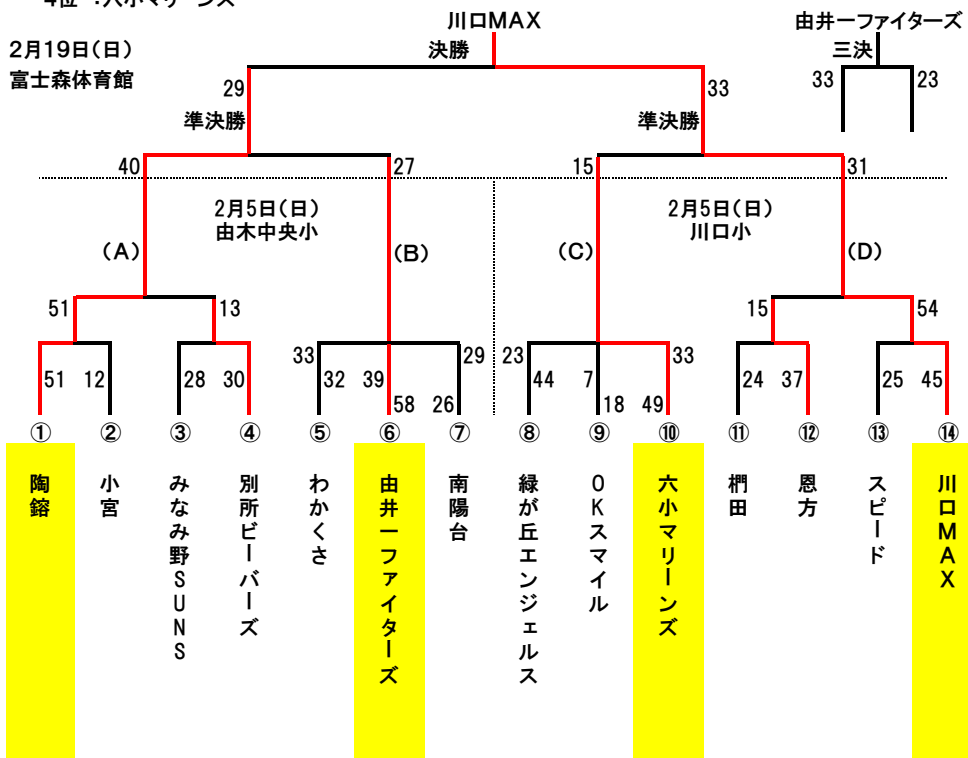 4位 :六小マリーンズ
川口MAX
由井一ファイターズ
2月19日(日)
富士森体育館
決勝
三決
29
33
33
23
準決勝
準決勝
40
27
15
31
2月5日(日)
由木中央小
2月5日(日)
川口小
(A)
(B)
(C)
(D)
51
13
15
54
33
29
23
33
51
12
28
30
32
39
44
7
24
37
25
45
58
26
18
49
①
②
③
④
⑤
⑥
⑦
⑧
⑨
⑩
⑪
⑫
⑬
⑭
陶鎔
小宮
みなみ野SUNS
別所ビーバーズ
わかくさ
由井一ファイターズ
南陽台
緑が丘エンジェルス
OKスマイル
六小マリーンズ
椚田
恩方
スピード
川口MAX